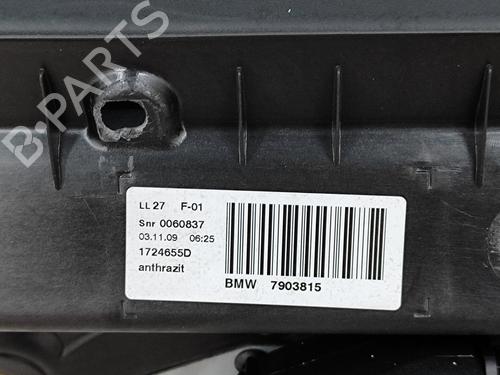 B-PARTS
LL 27 F-01
Snr 0060837
03.11.09 06:25
1724655D
anthrazit
BMW 7903815